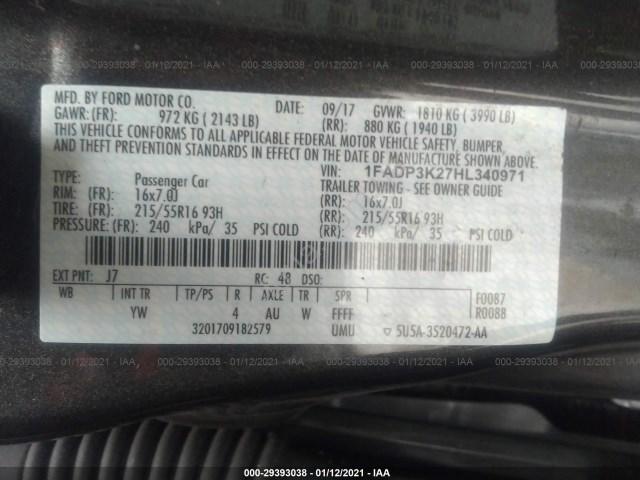 000-29393038 - 01/12/2021 - IAA
MFD. BY FORD MOTOR CO. DATE: 09/17 GVWR: 1810 KG ( 3990 LB)
GAWR: (FR): 972 KG ( 2143 LB) (RR): 880 KG ( 1940 LB)
THIS VEHICLE CONFORMS TO ALL APPLICABLE FEDERAL MOTOR VEHICLE SAFETY, BUMPER,
AND THEFT PREVENTION STANDARDS IN EFFECT ON THE DATE OF MANUFACTURE SHOWN ABOVE.
VIN: 1FADP3K27HL340971
TYPE: Passenger Car TRAILER TOWING - SEE OWNER GUIDE
RIM: (FR): 16x7.0J (RR): 16x7.0J
TIRE: (FR): 215/55R16 93H (RR): 215/55R16 93H
PRESSURE: (FR): 240 kPa/ 35 PSI COLD (RR): 240 kPa/ 35 PSI COLD
EXT PNT: J7 RC: 48 DSO:
WB INT TR TP/PS R AXLE TR SPR F0087
YW 4 AU W FFFF R0088
3201709182579 UMU ▽ 5U5A-3520472-AA
000-29393038 - 01/12/2021 - IAA